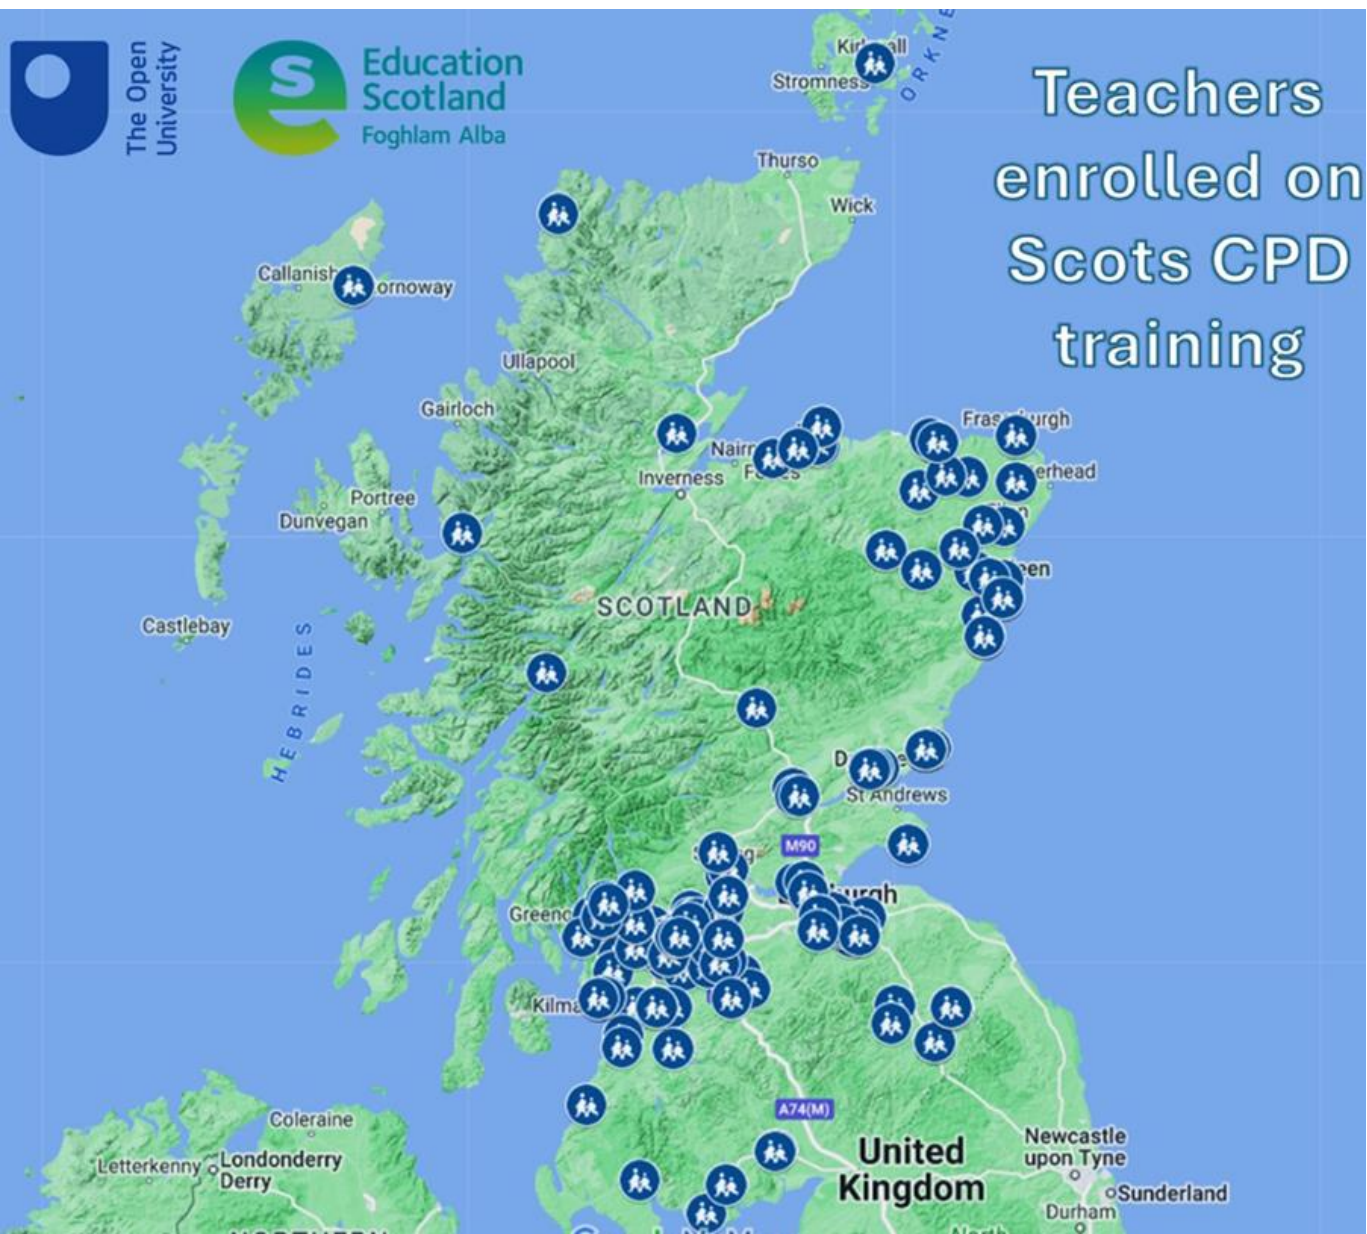 The Open
University
Education
Scotland
Foghlam Alba
Teachers
enrolled on
Scots CPD
training
Stromness
Thurso
Wick
Ullapool
Gairloch
Inverness
Portree
Dunvegan
SCOTLAND
Castlebay
HEBRIDES
St Andrews
M90
A74(M)
Coleraine
Letterkenny
Londonderry
Derry
United
Kingdom
Newcastle
upon Tyne
Sunderland
Durham